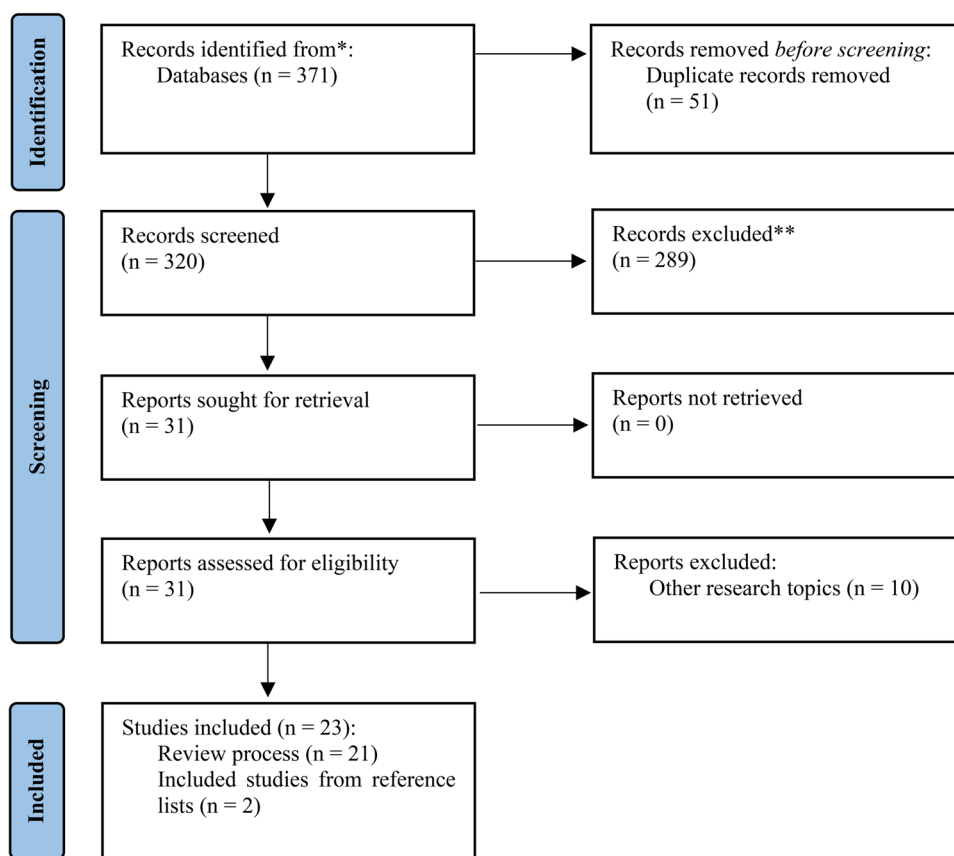 Identification
Records identified from*:
Databases (n = 371)
Records removed before screening:
Duplicate records removed
(n = 51)
Screening
Records screened
(n = 320)
Records excluded**
(n = 289)
Reports sought for retrieval
(n = 31)
Reports not retrieved
(n = 0)
Reports assessed for eligibility
(n = 31)
Reports excluded:
Other research topics (n = 10)
Included
Studies included (n = 23):
Review process (n = 21)
Included studies from reference
lists (n = 2)